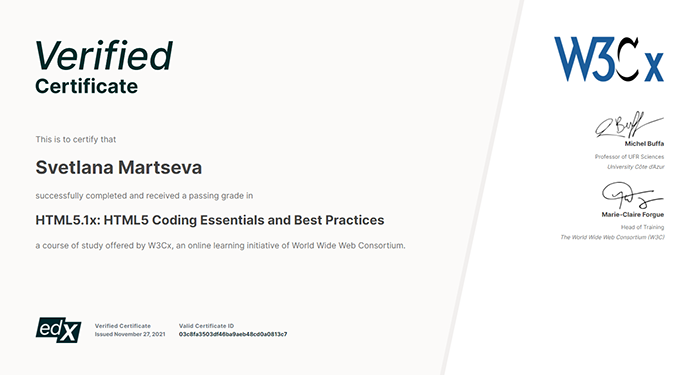 Verified
Certificate
This is to certify that
Svetlana Martseva
successfully completed and received a passing grade in
HTML5.1x: HTML5 Coding Essentials and Best Practices
a course of study offered by W3Cx, an online learning initiative of World Wide Web Consortium.
edX
Verified Certificate
Issued November 27, 2021
Valid Certificate ID
03c8fa3503df46ba9aeb48cd0a0813c7
W3Cx
Michel Buffa
Professor of UFR Sciences
University Côte d'Azur
Marie-Claire Forgue
Head of Training
The World Wide Web Consortium (W3C)